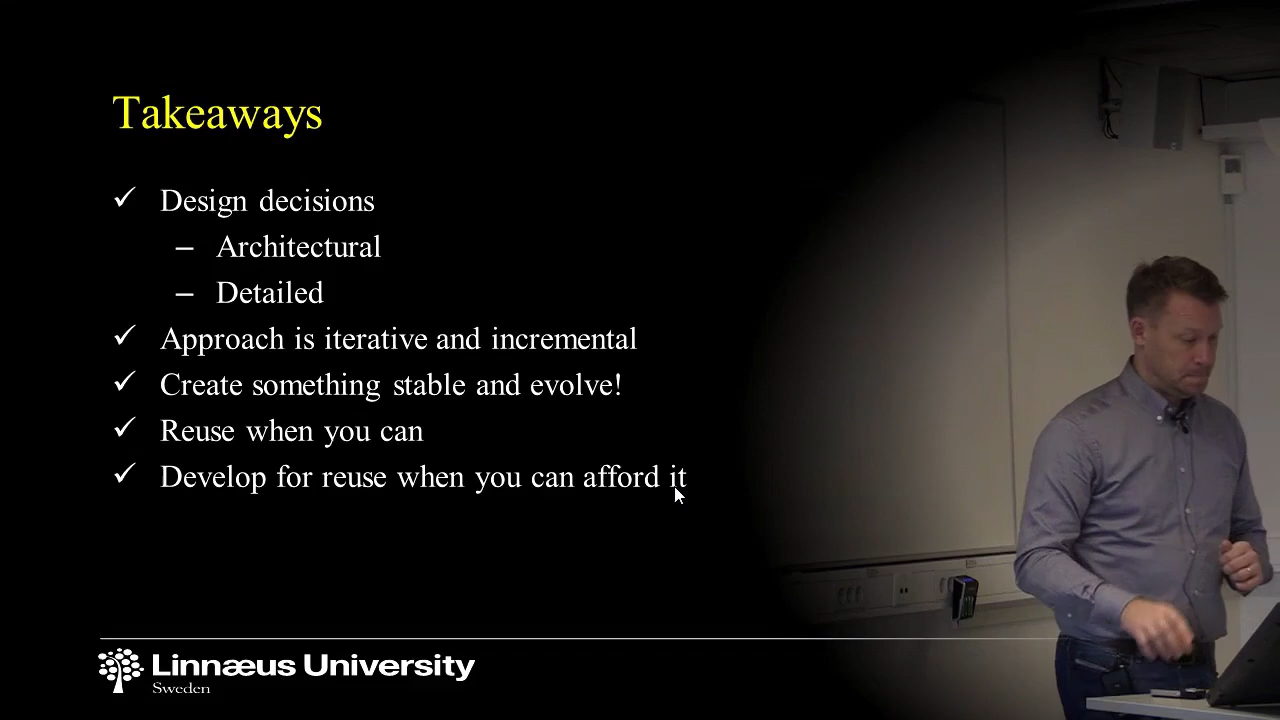 Takeaways
✓ Design decisions
– Architectural
– Detailed
✓ Approach is iterative and incremental
✓ Create something stable and evolve!
✓ Reuse when you can
✓ Develop for reuse when you can afford it
Linnæus University
Sweden